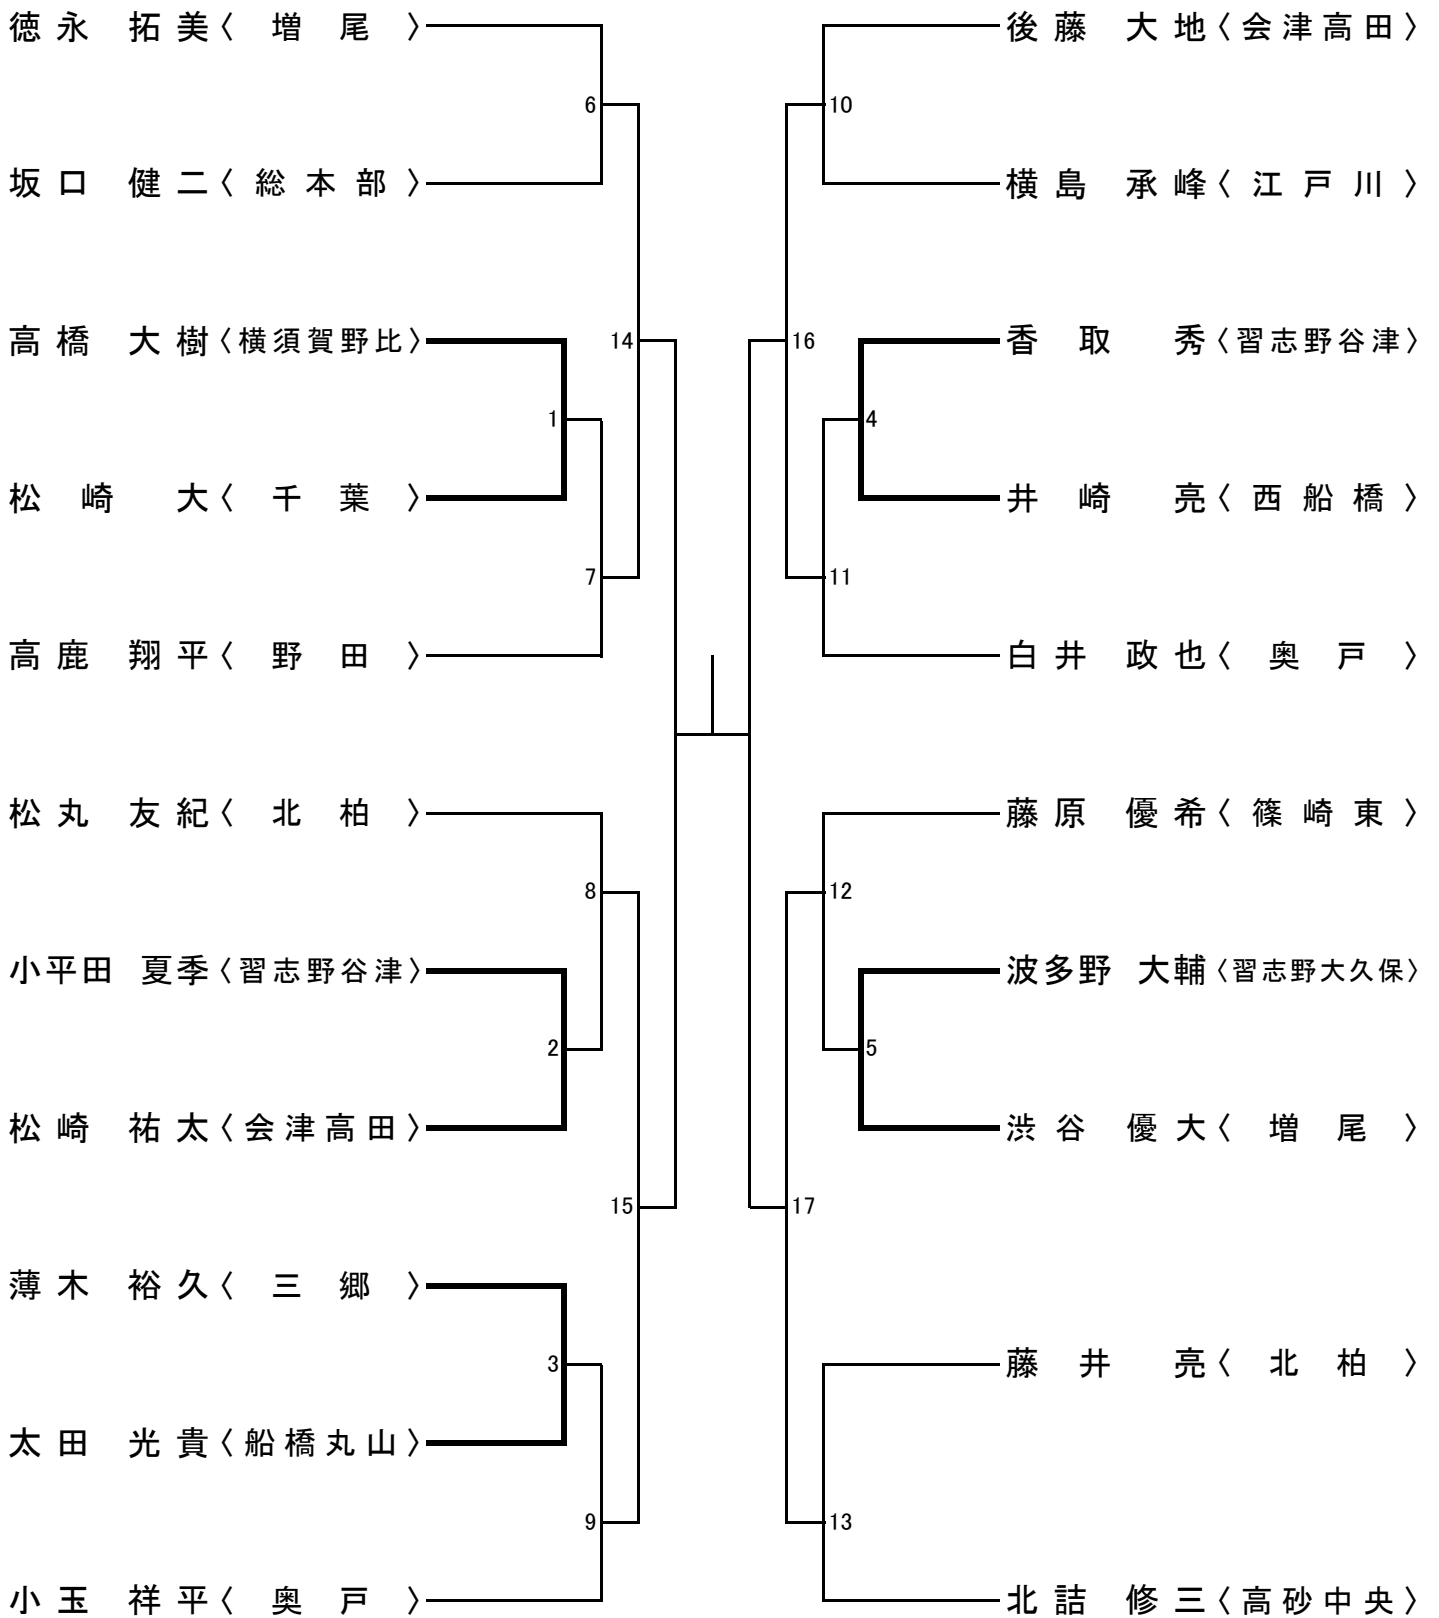 徳永 拓美〈 増尾 〉
6
坂口 健二〈 総本部 〉
高橋 大樹〈横須賀野比〉
14
1
松崎 大〈 千葉 〉
7
高鹿 翔平〈 野田 〉
松丸 友紀〈 北柏 〉
8
小平田 夏季〈習志野谷津〉
2
松崎 祐太〈会津高田〉
15
薄木 裕久〈 三郷 〉
3
太田 光貴〈船橋丸山〉
9
小玉 祥平〈 奥戸 〉
後藤 大地〈会津高田〉
10
横島 承峰〈 江戸川 〉
16
香取 秀〈習志野谷津〉
4
井崎 亮〈 西船橋 〉
11
白井 政也〈 奥戸 〉
藤原 優希〈 篠崎東 〉
12
波多野 大輔〈習志野大久保〉
5
渋谷 優大〈 増尾 〉
17
藤井 亮〈 北柏 〉
13
北詰 修三〈高砂中央〉